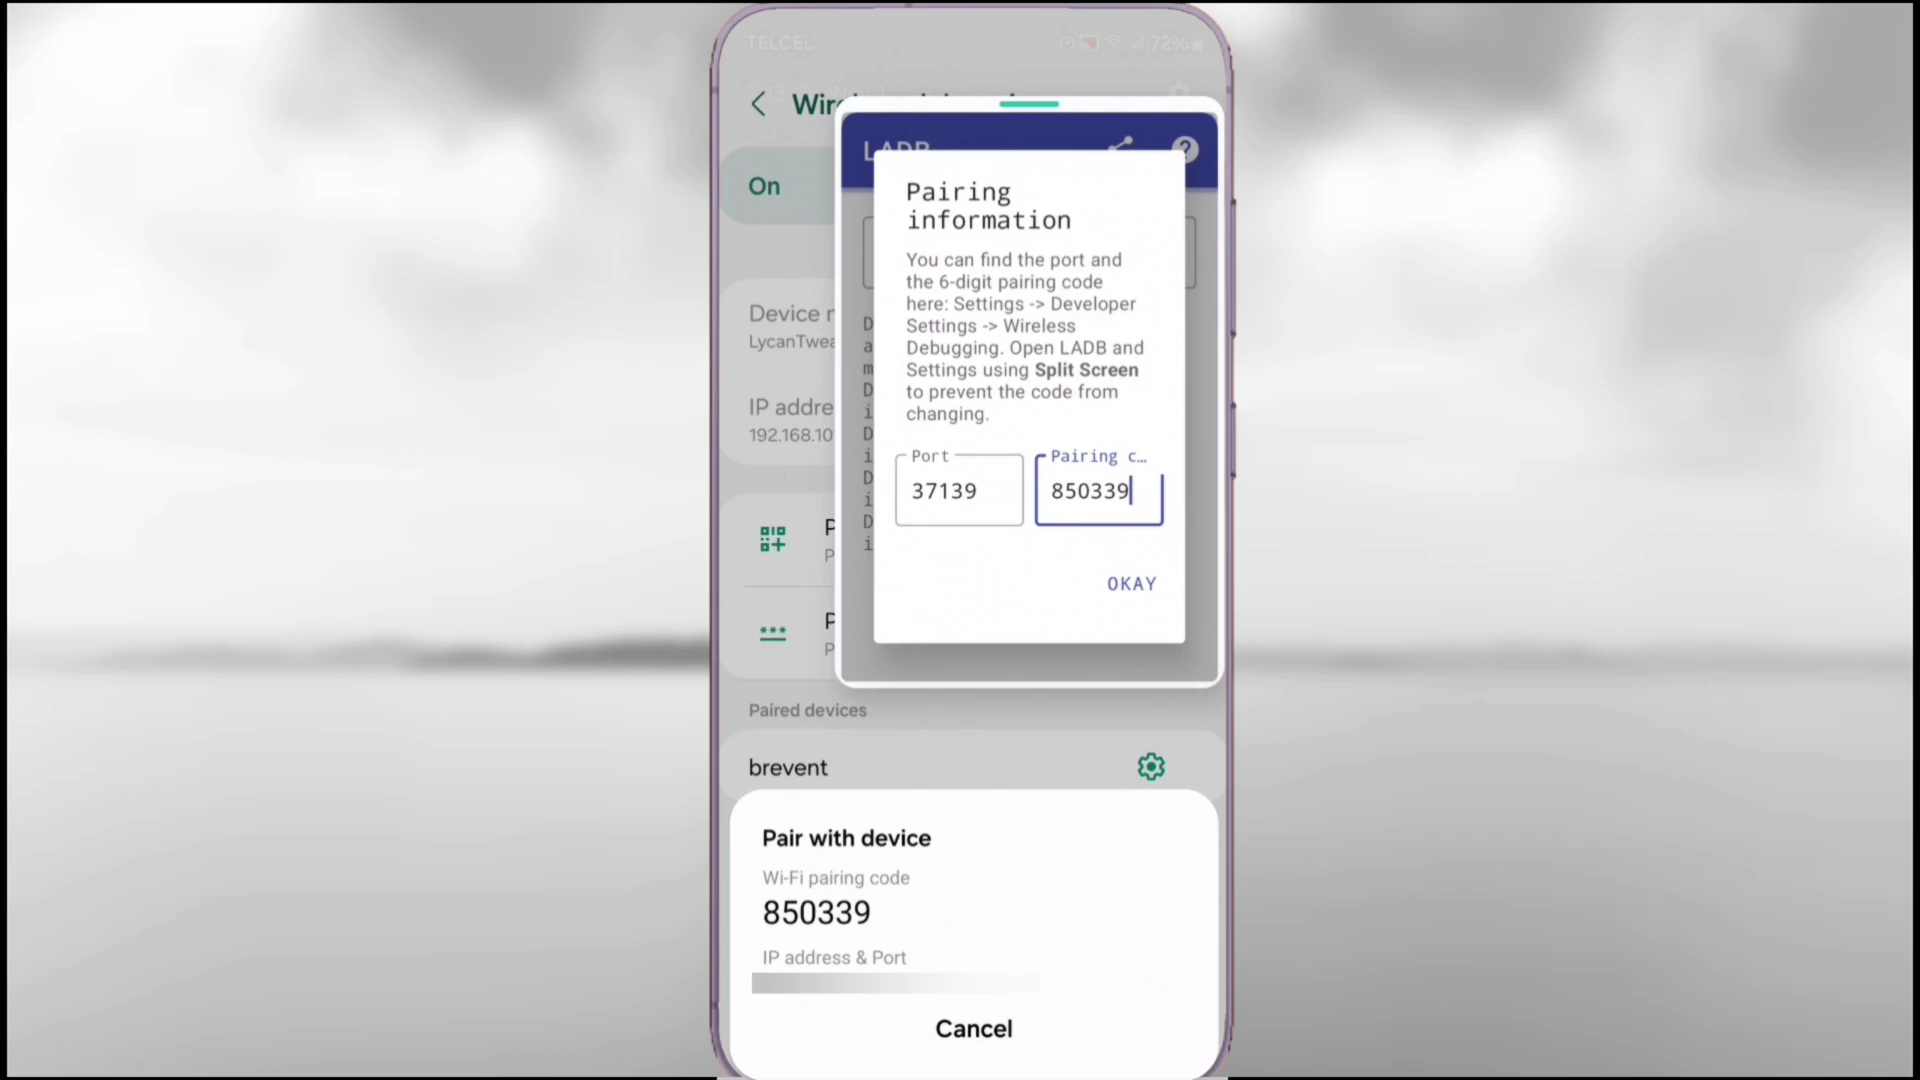 TELCEL
72%
Wir
On
Device n
LycanTwea
IP addre
192.168.10
P
P
P
P
Paired devices
brevent
LADB
D
a
m
D
i
D
i
D
i
D
i
Pairing
information
You can find the port and
the 6-digit pairing code
here: Settings -> Developer
Settings -> Wireless
Debugging. Open LADB and
Settings using Split Screen
to prevent the code from
changing.
Port
37139
Pairing c…
850339
OKAY
Pair with device
Wi-Fi pairing code
850339
IP address & Port
Cancel